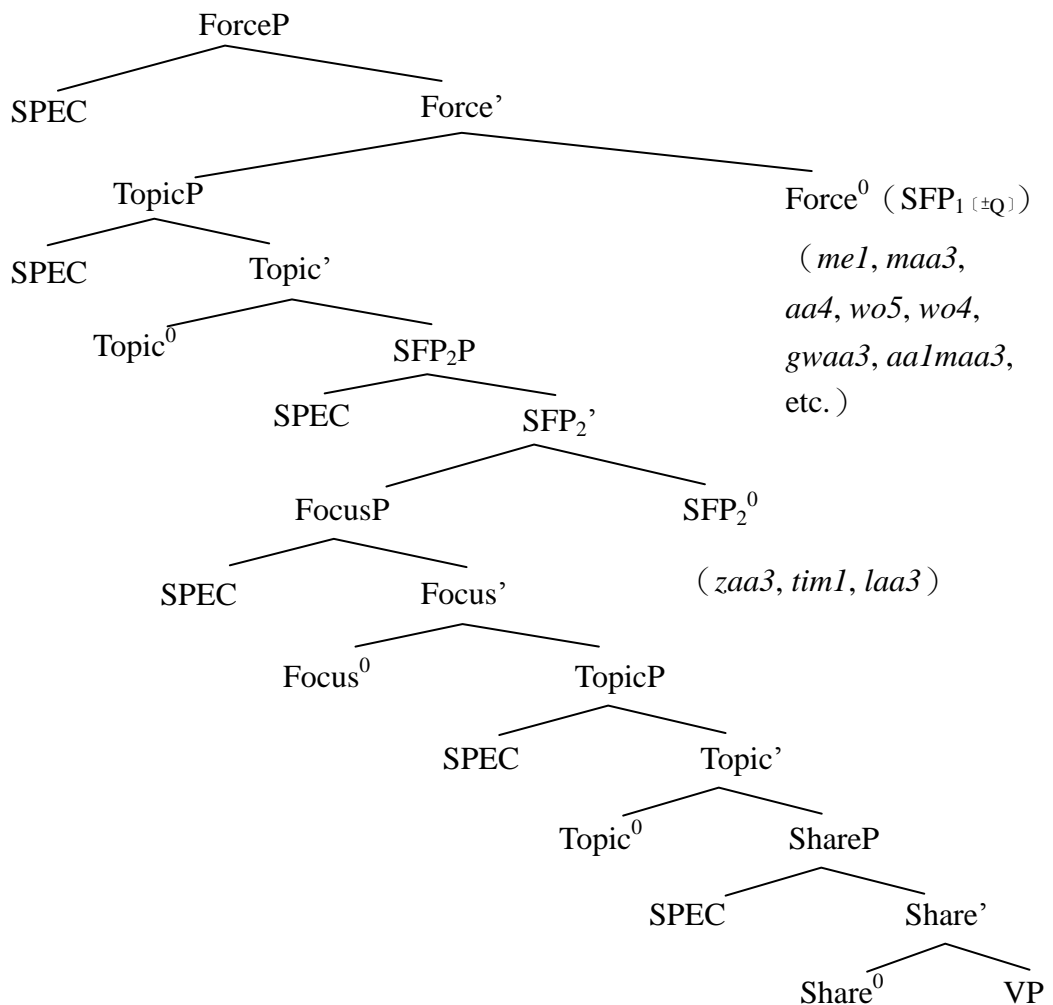 ForceP
SPEC Force’
TopicP Force⁰（SFP₁〔±Q〕）
SPEC Topic’ （me1, maa3,
Topic⁰ SFP₂P aa4, wo5, wo4,
gwaa3, aa1maa3,
SPEC SFP₂’ etc.）
FocusP SFP₂⁰
SPEC Focus’ （zaa3, tim1, laa3）
Focus⁰ TopicP
SPEC Topic’
Topic⁰ ShareP
SPEC Share’
Share⁰ VP